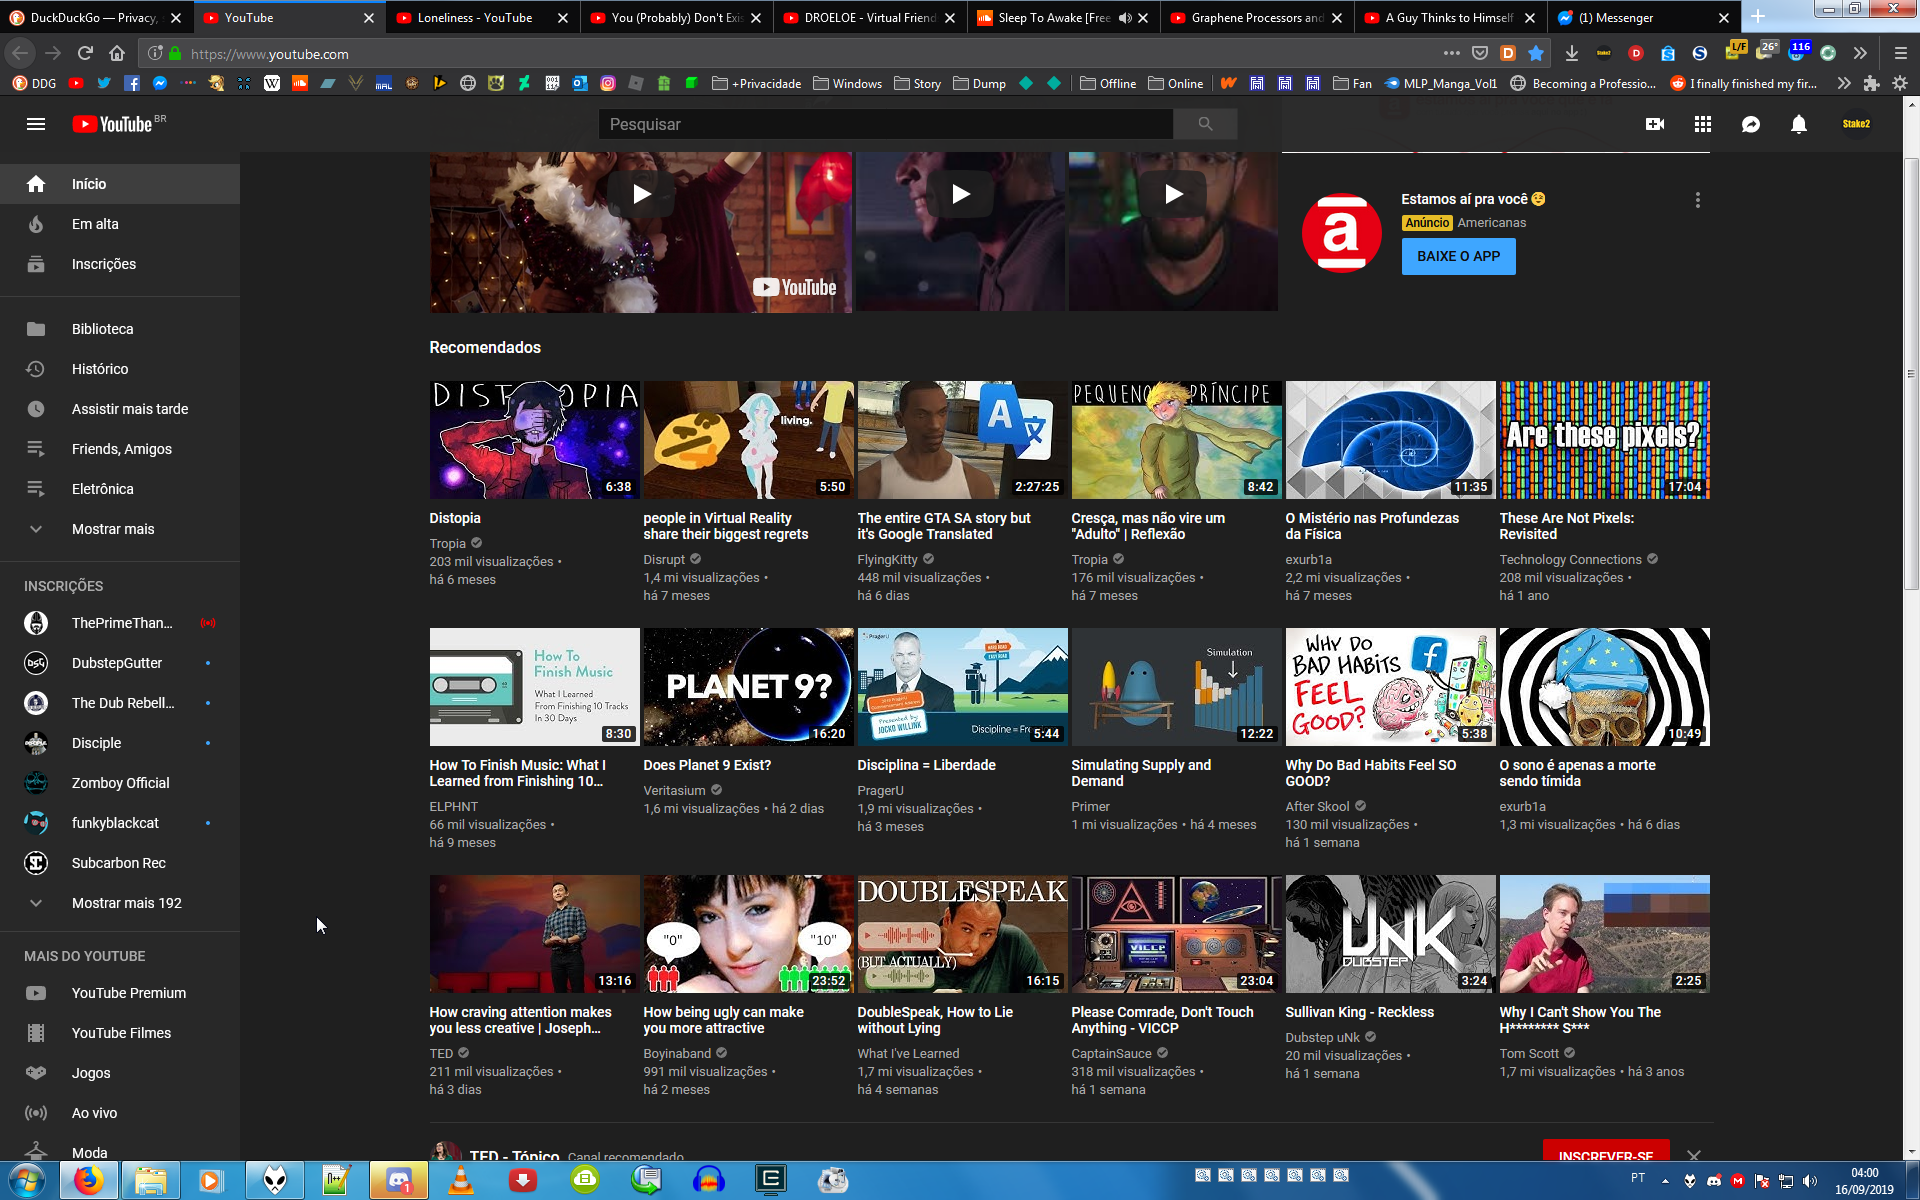 DuckDuckGo — Privacy,
YouTube
Loneliness - YouTube
You (Probably) Don't Exi
DROELOE - Virtual Friend
Sleep To Awake [Free
Graphene Processors and
A Guy Thinks to Himself
(1) Messenger
https://www.youtube.com
L/F
26°
116
DDG
+Privacidade
Windows
Story
Dump
Offline
Online
Fan
MLP_Manga_Vol1
Becoming a Professio...
I finally finished my fir...
YouTube BR
Pesquisar
Stake2
Início
Em alta
Inscrições
Biblioteca
Histórico
Assistir mais tarde
Friends, Amigos
Eletrônica
Mostrar mais
INSCRIÇÕES
ThePrimeThan...
DubstepGutter
The Dub Rebell...
Disciple
Zomboy Official
funkyblackcat
Subcarbon Rec
Mostrar mais 192
MAIS DO YOUTUBE
YouTube Premium
YouTube Filmes
Jogos
Ao vivo
Moda
YouTube
Estamos aí pra você
Anúncio Americanas
BAIXE O APP
Recomendados
DISTOPIA
6:38
living.
5:50
2:27:25
PEQUENO PRÍNCIPE
8:42
11:35
Are these pixels?
17:04
Distopia
Tropia
203 mil visualizações •
há 6 meses
people in Virtual Reality
share their biggest regrets
Disrupt
1,4 mi visualizações •
há 7 meses
The entire GTA SA story but
it's Google Translated
FlyingKitty
448 mil visualizações •
há 6 dias
Cresça, mas não vire um
"Adulto" | Reflexão
Tropia
176 mil visualizações •
há 7 meses
O Mistério nas Profundezas
da Física
exurb1a
2,2 mi visualizações •
há 7 meses
These Are Not Pixels:
Revisited
Technology Connections
208 mil visualizações •
há 1 ano
How To
Finish Music
What I Learned
From Finishing 10 Tracks
In 30 Days
8:30
PLANET 9?
16:20
PragerU
HARD ROAD
EASY ROAD
Presented by
JOCKO WILLINK
Discipline = Fre
5:44
Simulation
12:22
WHY DO
BAD HABITS
FEEL
GOOD?
5:38
10:49
How To Finish Music: What I
Learned from Finishing 10...
ELPHNT
66 mil visualizações •
há 9 meses
Does Planet 9 Exist?
Veritasium
1,6 mi visualizações • há 2 dias
Disciplina = Liberdade
PragerU
1,9 mi visualizações •
há 3 meses
Simulating Supply and
Demand
Primer
1 mi visualizações • há 4 meses
Why Do Bad Habits Feel SO
GOOD?
After Skool
130 mil visualizações •
há 1 semana
O sono é apenas a morte
sendo tímida
exurb1a
1,3 mi visualizações • há 6 dias
13:16
"0"
"10"
23:52
DOUBLESPEAK
(BUT ACTUALLY)
16:15
VICCP
23:04
UNK
DUBSTEP
3:24
2:25
How craving attention makes
you less creative | Joseph...
TED
211 mil visualizações •
há 3 dias
How being ugly can make
you more attractive
Boyinaband
991 mil visualizações •
há 2 meses
DoubleSpeak, How to Lie
without Lying
What I've Learned
1,7 mi visualizações •
há 4 semanas
Please Comrade, Don't Touch
Anything - VICCP
CaptainSauce
318 mil visualizações •
há 1 semana
Sullivan King - Reckless
Dubstep uNk
20 mil visualizações •
há 1 semana
Why I Can't Show You The
H******** S***
Tom Scott
1,7 mi visualizações • há 3 anos
TED - Tópico Canal recomendado
INSCREVER-SE
PT
04:00
16/09/2019